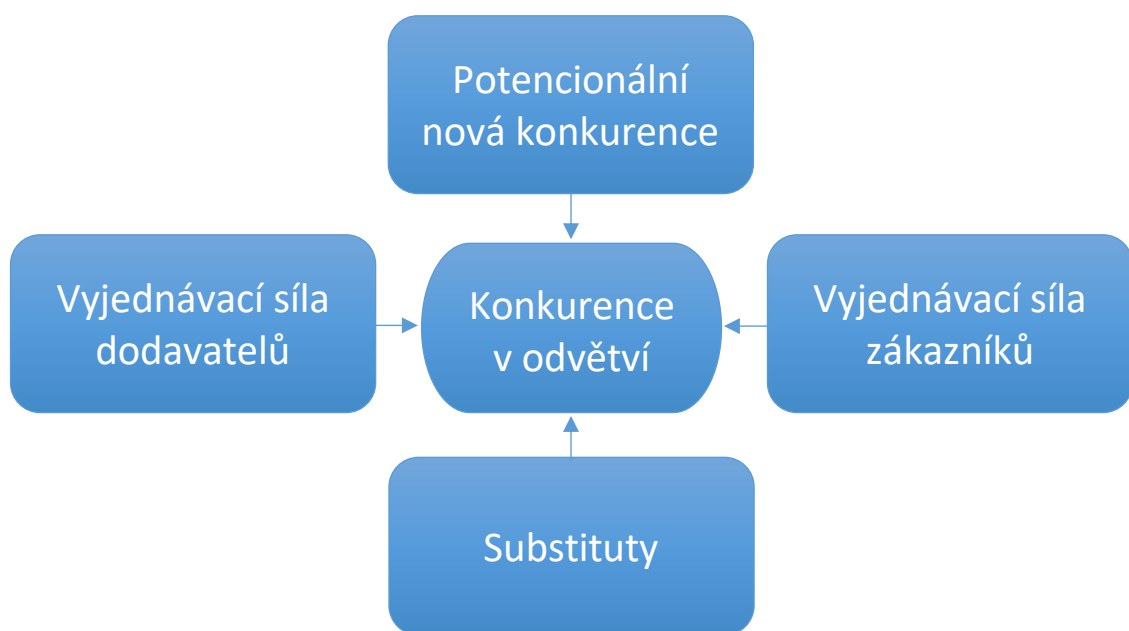 Potencionální
nová konkurence
Vyjednávací síla
dodavatelů
Konkurence
v odvětví
Vyjednávací síla
zákazníků
Substituty